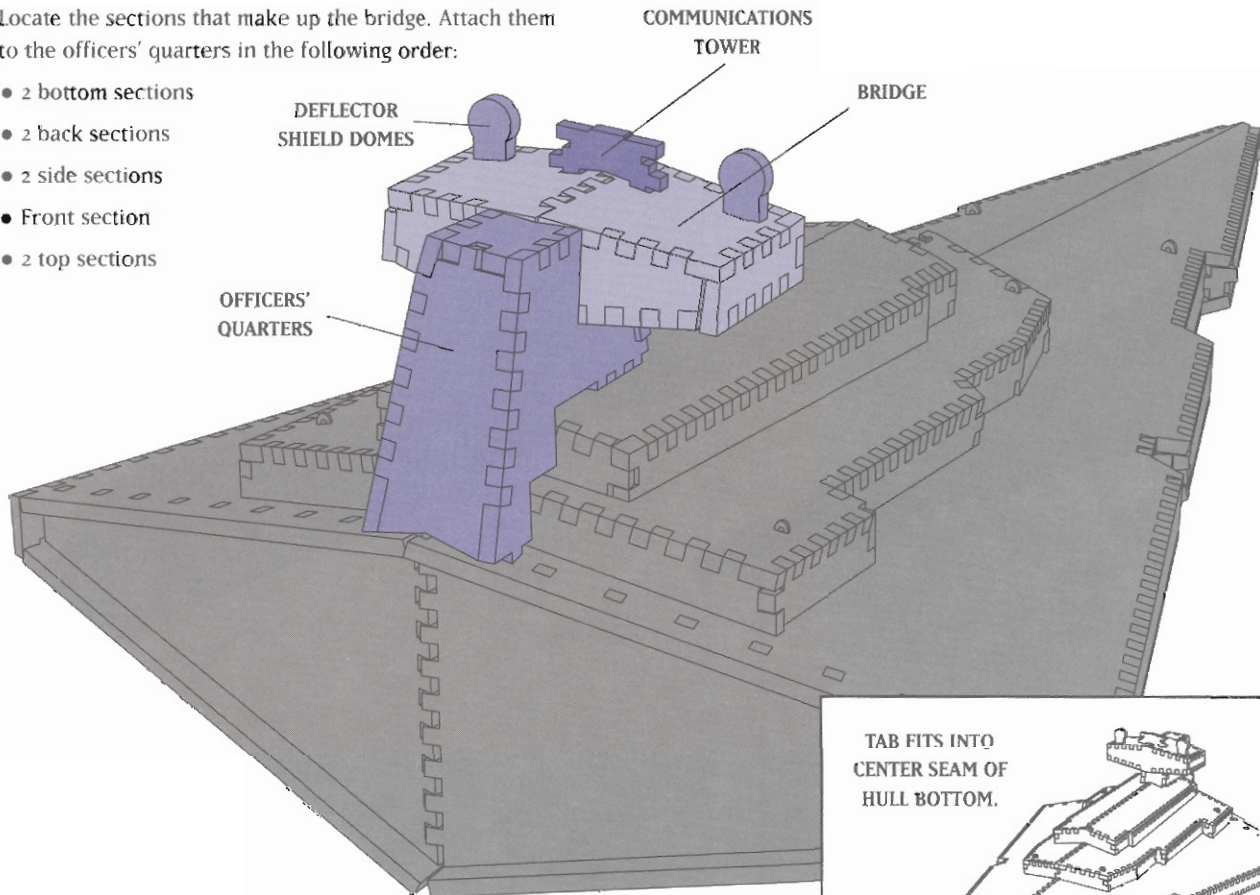 Locate the sections that make up the bridge. Attach them
to the officers' quarters in the following order:
● 2 bottom sections
● 2 back sections
● 2 side sections
● Front section
● 2 top sections
COMMUNICATIONS
TOWER
DEFLECTOR
SHIELD DOMES
BRIDGE
OFFICERS'
QUARTERS
TAB FITS INTO
CENTER SEAM OF
HULL BOTTOM.